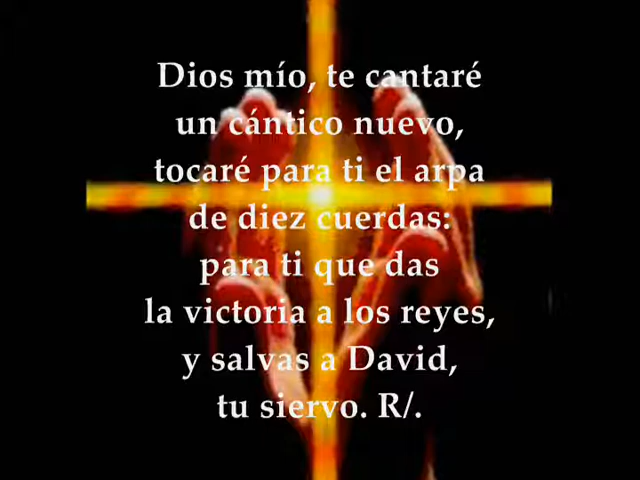 Dios mío, te cantaré
un cántico nuevo,
tocaré para ti el arpa
de diez cuerdas:
para ti que das
la victoria a los reyes,
y salvas a David,
tu siervo. R/.